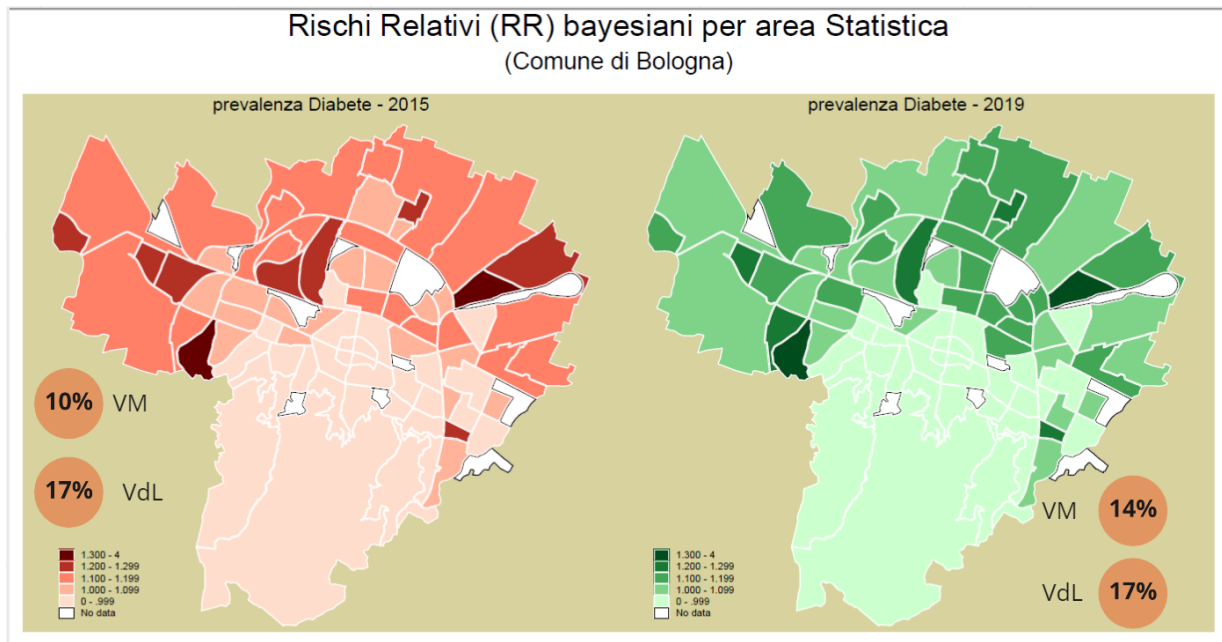 Rischi Relativi (RR) bayesiani per area Statistica
(Comune di Bologna)
prevalenza Diabete - 2015
10% VM
17% VdL
1.300 - 4
1.200 - 1.299
1.100 - 1.199
1.000 - 1.099
0 - .999
No data
prevalenza Diabete - 2019
VM 14%
VdL 17%
1.300 - 4
1.200 - 1.299
1.100 - 1.199
1.000 - 1.099
0 - .999
No data